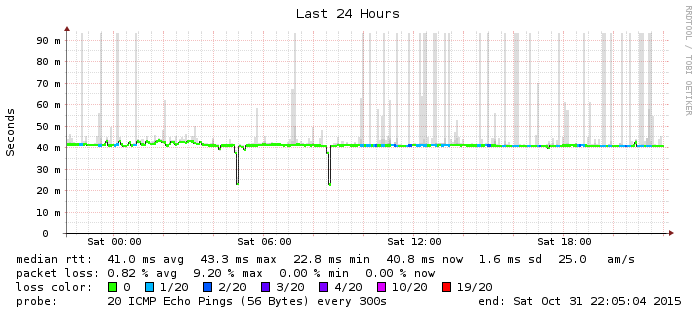 Last 24 Hours
RRDTOOL / TOBI OETIKER
Seconds
90 m
80 m
70 m
60 m
50 m
40 m
30 m
20 m
10 m
0
Sat 00:00 Sat 06:00 Sat 12:00 Sat 18:00
median rtt: 41.0 ms avg 43.3 ms max 22.8 ms min 40.8 ms now 1.6 ms sd 25.0 am/s
packet loss: 0.82 % avg 9.20 % max 0.00 % min 0.00 % now
loss color: 0 1/20 2/20 3/20 4/20 10/20 19/20
probe: 20 ICMP Echo Pings (56 Bytes) every 300s end: Sat Oct 31 22:05:04 2015